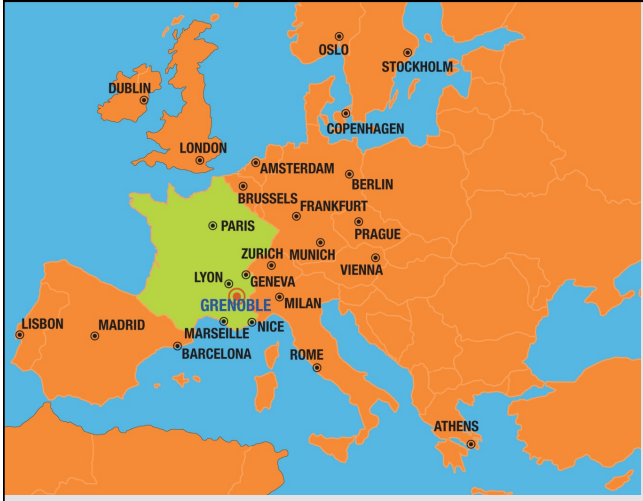 OSLO
STOCKHOLM
DUBLIN
COPENHAGEN
LONDON
AMSTERDAM
BERLIN
BRUSSELS
FRANKFURT
PARIS
PRAGUE
MUNICH
ZURICH
VIENNA
LYON
GENEVA
GRENOBLE
MILAN
LISBON
MADRID
MARSEILLE
NICE
BARCELONA
ROME
ATHENS